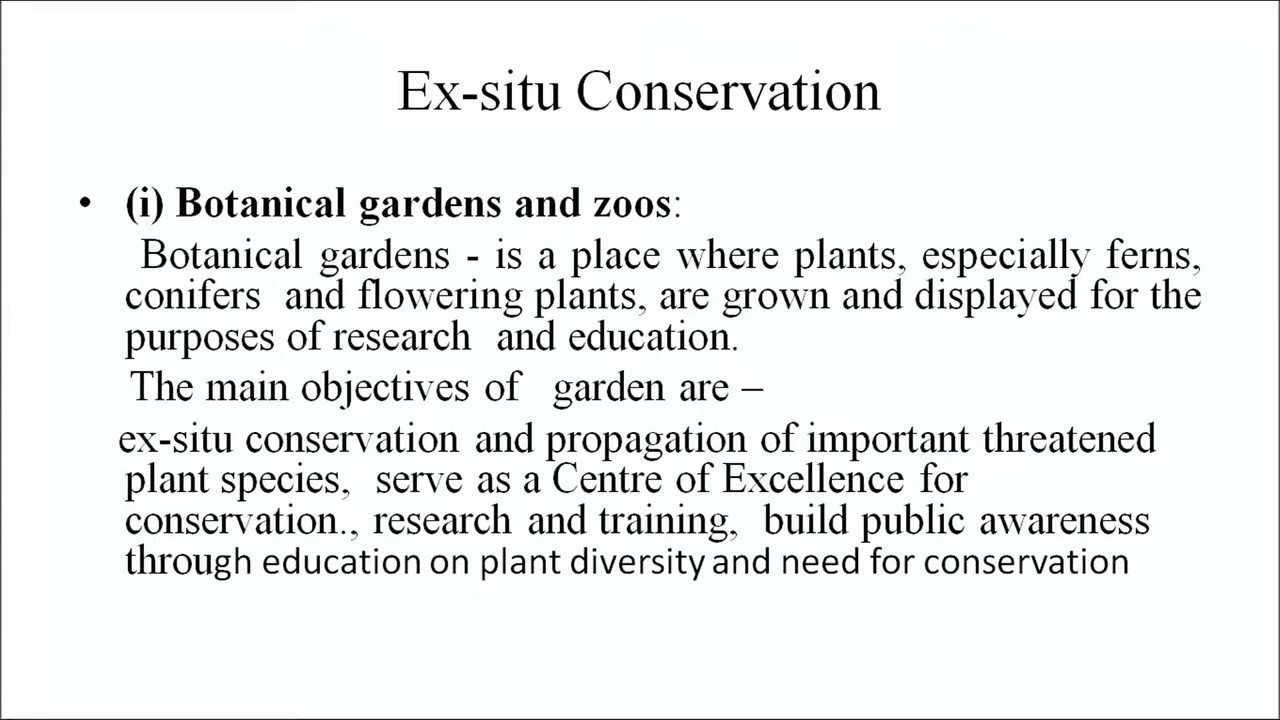 Ex-situ Conservation
• (i) Botanical gardens and zoos:
Botanical gardens - is a place where plants, especially ferns,
conifers and flowering plants, are grown and displayed for the
purposes of research and education.
The main objectives of garden are –
ex-situ conservation and propagation of important threatened
plant species, serve as a Centre of Excellence for
conservation., research and training, build public awareness
through education on plant diversity and need for conservation